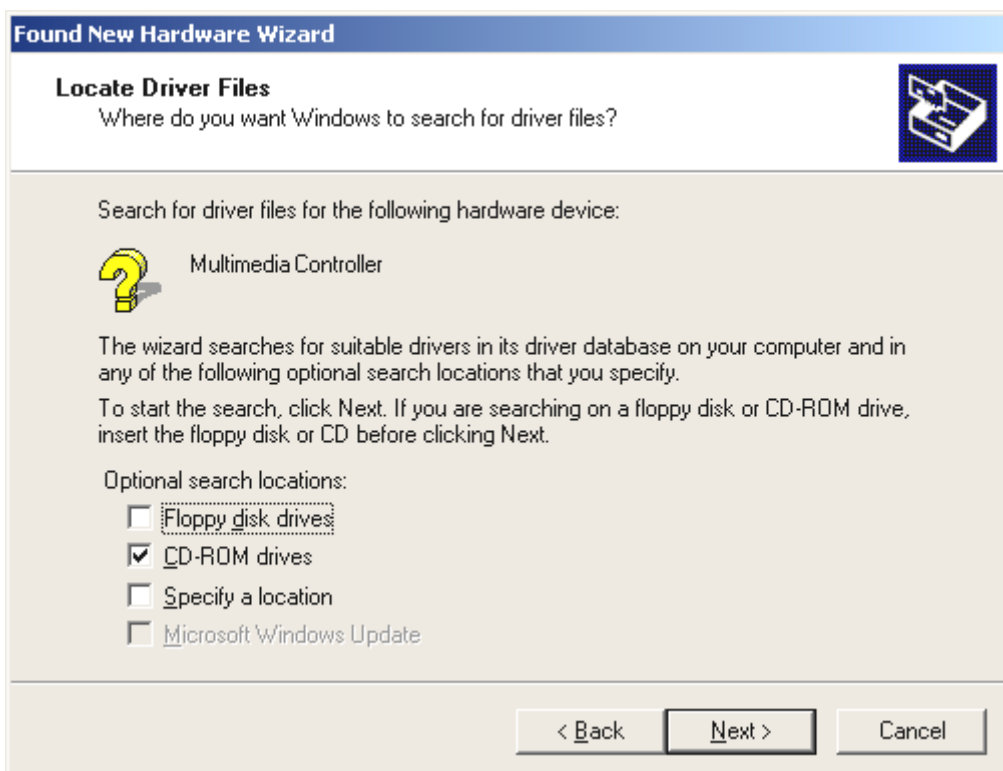 Found New Hardware Wizard
Locate Driver Files
Where do you want Windows to search for driver files?
Search for driver files for the following hardware device:
Multimedia Controller
The wizard searches for suitable drivers in its driver database on your computer and in
any of the following optional search locations that you specify.
To start the search, click Next. If you are searching on a floppy disk or CD-ROM drive,
insert the floppy disk or CD before clicking Next.
Optional search locations:
Floppy disk drives
CD-ROM drives
Specify a location
Microsoft Windows Update
< Back Next > Cancel